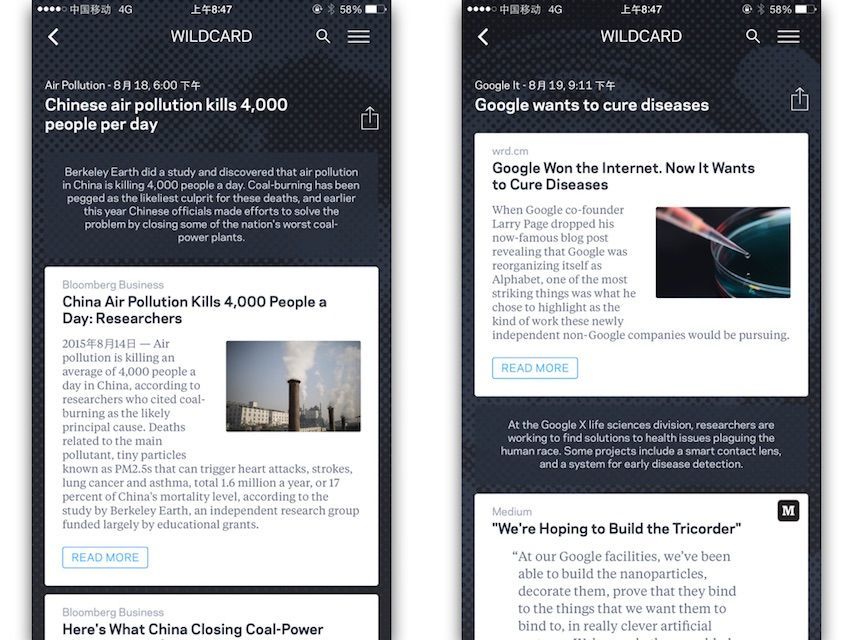 中国移动 4G 上午8:47 58%
WILDCARD
Air Pollution - 8月 18, 6:00 下午
Chinese air pollution kills 4,000
people per day
Berkeley Earth did a study and discovered that air pollution
in China is killing 4,000 people a day. Coal-burning has been
pegged as the likeliest culprit for these deaths, and earlier
this year Chinese officials made efforts to solve the
problem by closing some of the nation's worst coal-
power plants.
Bloomberg Business
China Air Pollution Kills 4,000 People a
Day: Researchers
2015年8月14日 — Air
pollution is killing an
average of 4,000 people a
day in China, according to
researchers who cited coal-
burning as the likely
principal cause. Deaths
related to the main
pollutant, tiny particles
known as PM2.5s that can trigger heart attacks, strokes,
lung cancer and asthma, total 1.6 million a year, or 17
percent of China's mortality level, according to the
study by Berkeley Earth, an independent research group
funded largely by educational grants.
READ MORE
Bloomberg Business
Here's What China Closing Coal-Power
中国移动 4G 上午8:47 58%
WILDCARD
Google It - 8月 19, 9:11 下午
Google wants to cure diseases
wrd.cm
Google Won the Internet. Now It Wants
to Cure Diseases
When Google co-founder
Larry Page dropped his
now-famous blog post
revealing that Google was
reorganizing itself as
Alphabet, one of the most
striking things was what he
chose to highlight as the
kind of work these newly
independent non-Google companies would be pursuing.
READ MORE
At the Google X life sciences division, researchers are
working to find solutions to health issues plaguing the
human race. Some projects include a smart contact lens,
and a system for early disease detection.
Medium
M
"We're Hoping to Build the Tricorder"
“At our Google facilities, we've been
able to build the nanoparticles,
decorate them, prove that they bind
to the things that we want them to
bind to, in really clever artificial